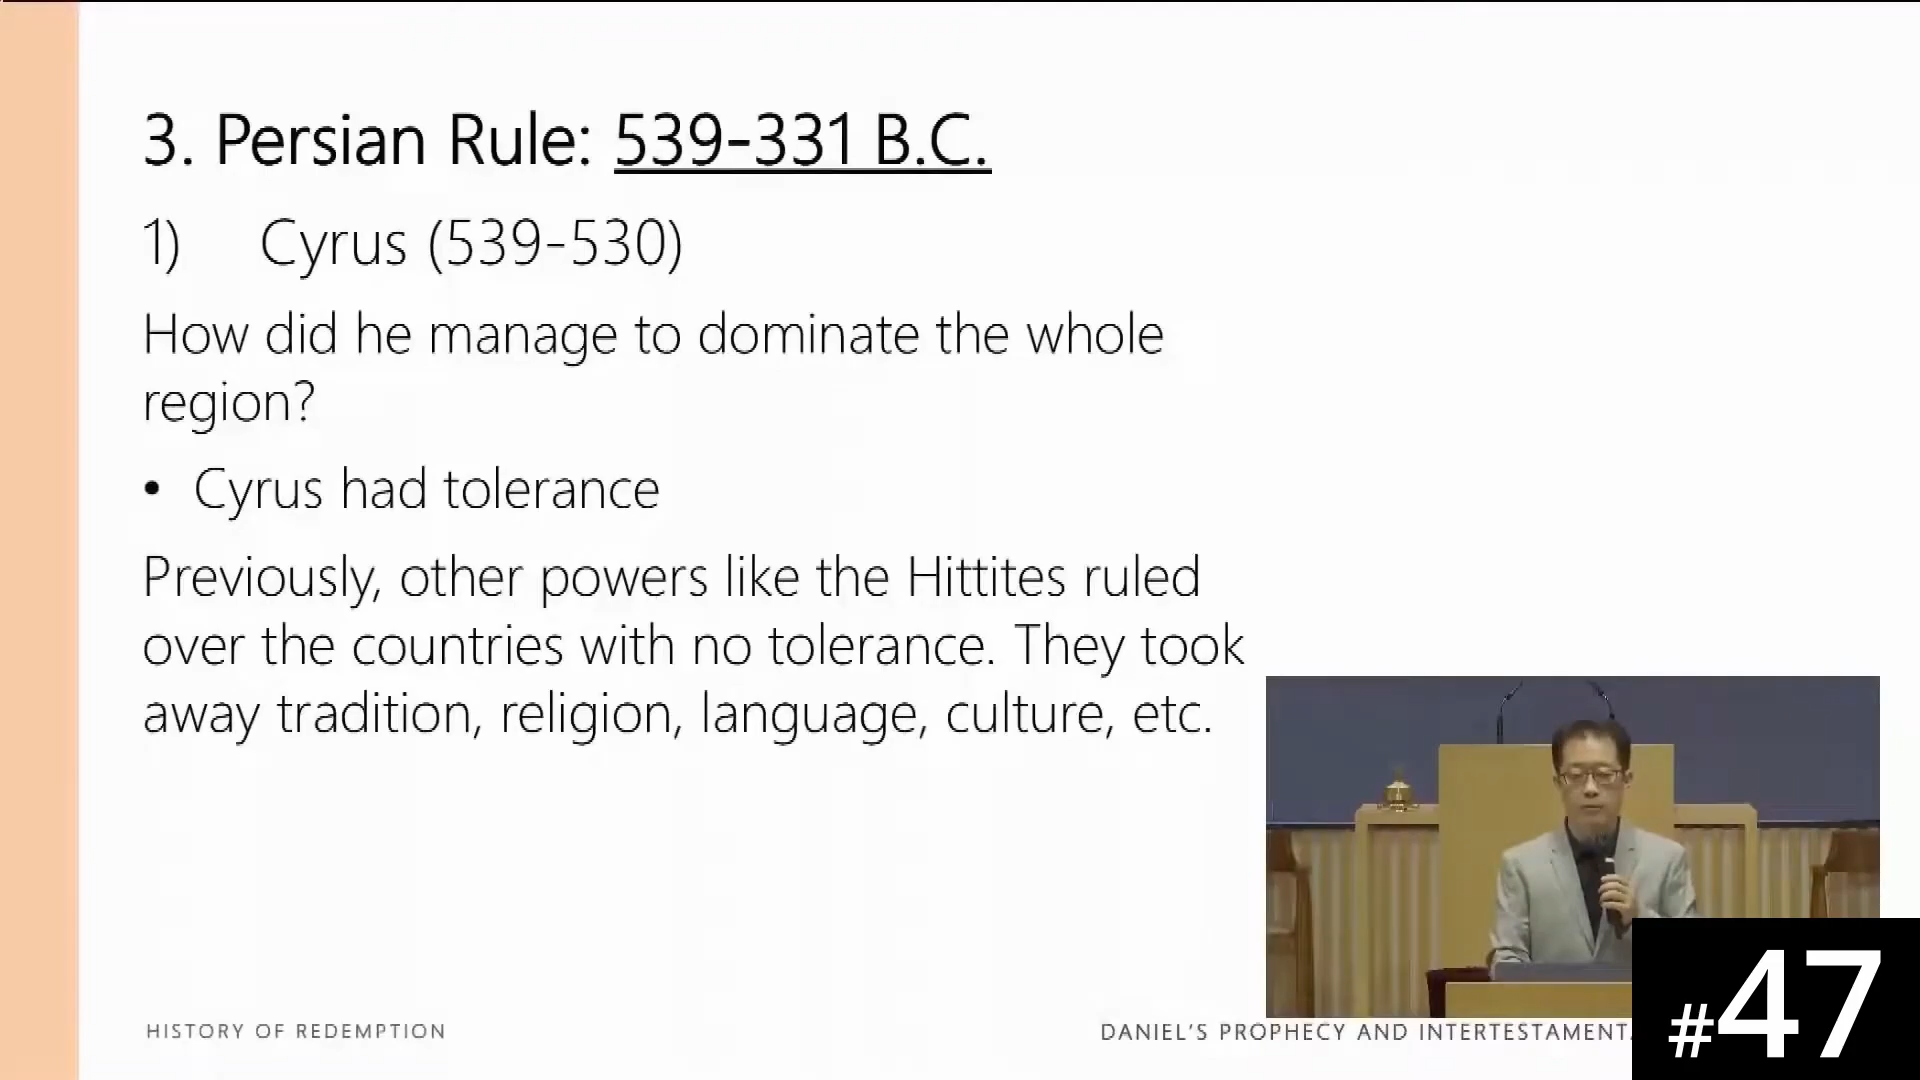 3. Persian Rule: 539-331 B.C.
1) Cyrus (539-530)
How did he manage to dominate the whole
region?
• Cyrus had tolerance
Previously, other powers like the Hittites ruled
over the countries with no tolerance. They took
away tradition, religion, language, culture, etc.
HISTORY OF REDEMPTION
DANIEL'S PROPHECY AND INTERTESTAMENT
#47